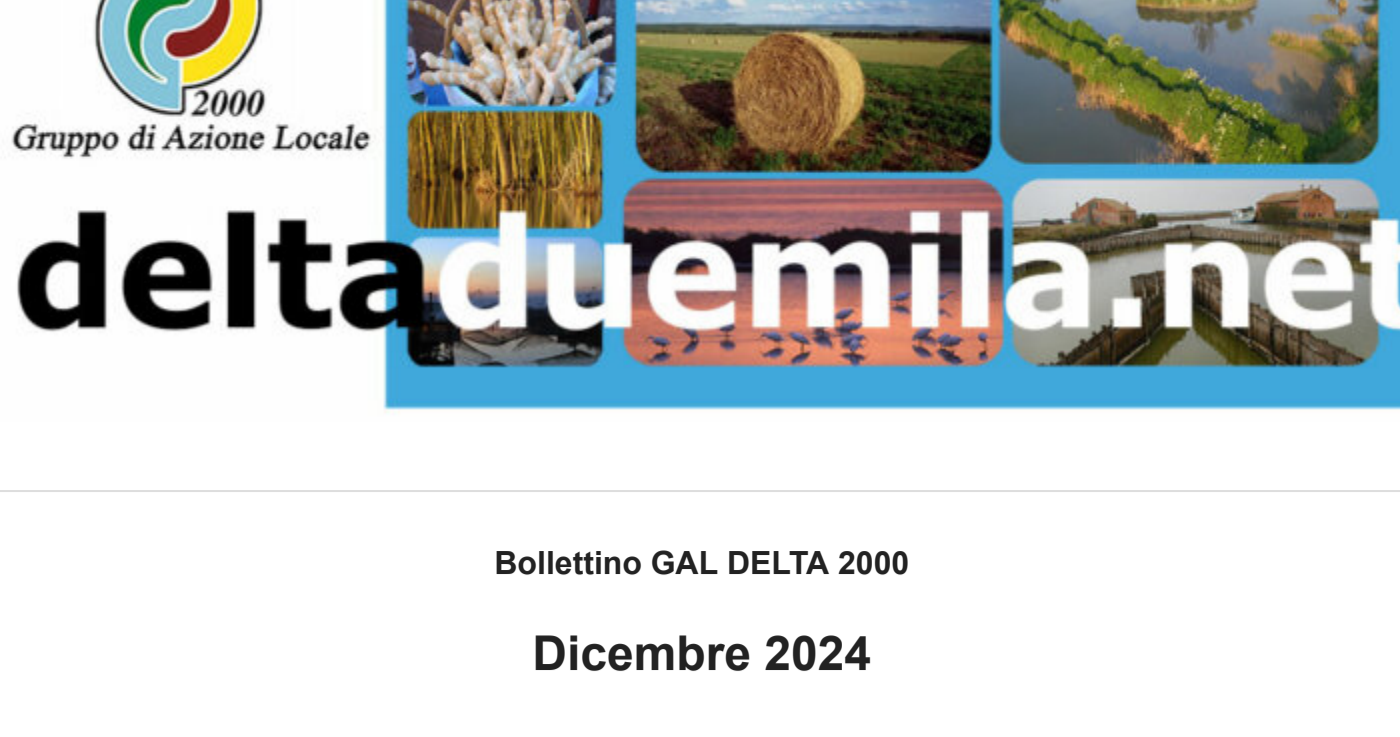 2000
Gruppo di Azione Locale
deltaduemila.net
Bollettino GAL DELTA 2000
Dicembre 2024